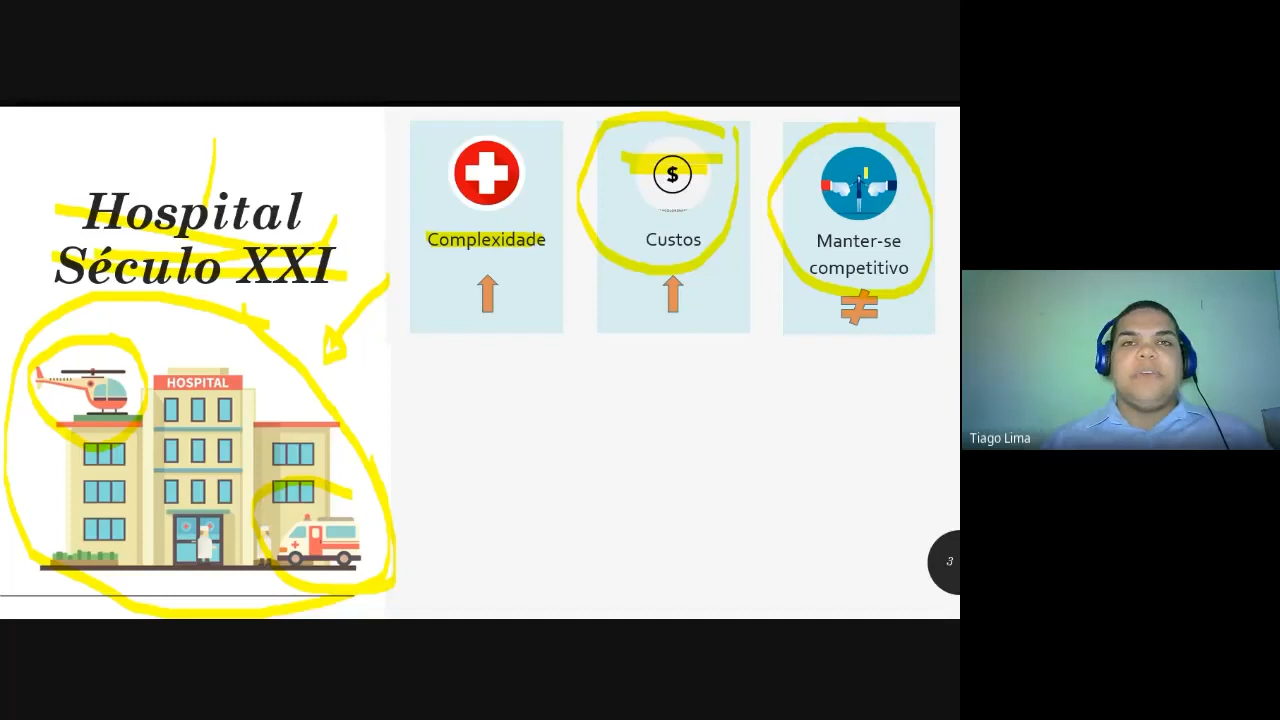 Hospital
Século XXI
HOSPITAL
Complexidade
$
Custos
Manter-se
competitivo
3
Tiago Lima